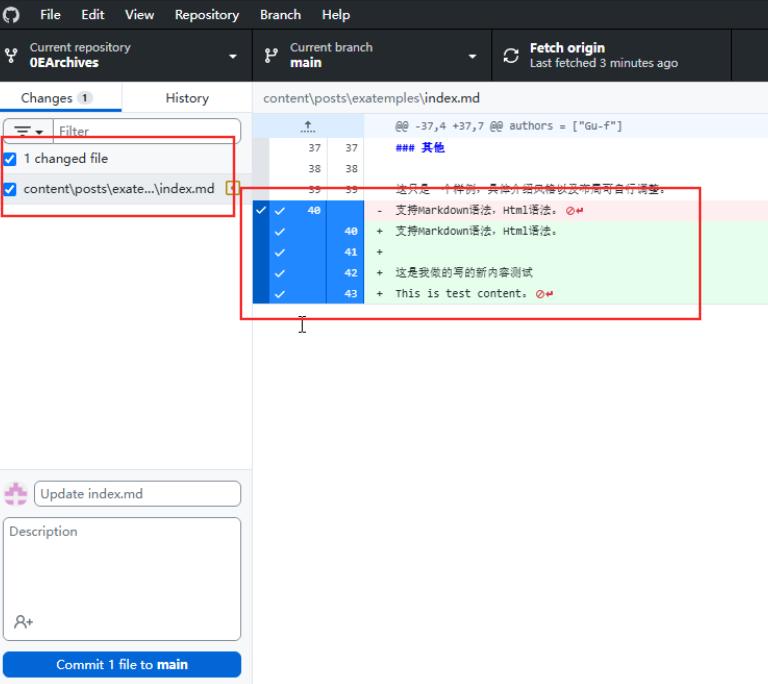 File Edit View Repository Branch Help
Current repository
0EArchives
Current branch
main
Fetch origin
Last fetched 3 minutes ago
Changes 1
History
Filter
1 changed file
content\posts\exate...\index.md
content\posts\exatemples\index.md
@@ -37,4 +37,7 @@ authors = ["Gu-f"]
37 37 ### 其他
38 38
39 39 这只是一个样例，具体介绍风格以及布局可自行调整。
40 - 支持Markdown语法，Html语法。
40 + 支持Markdown语法，Html语法。
41 +
42 + 这是我做的写的新内容测试
43 + This is test content.
Update index.md
Description
Commit 1 file to main